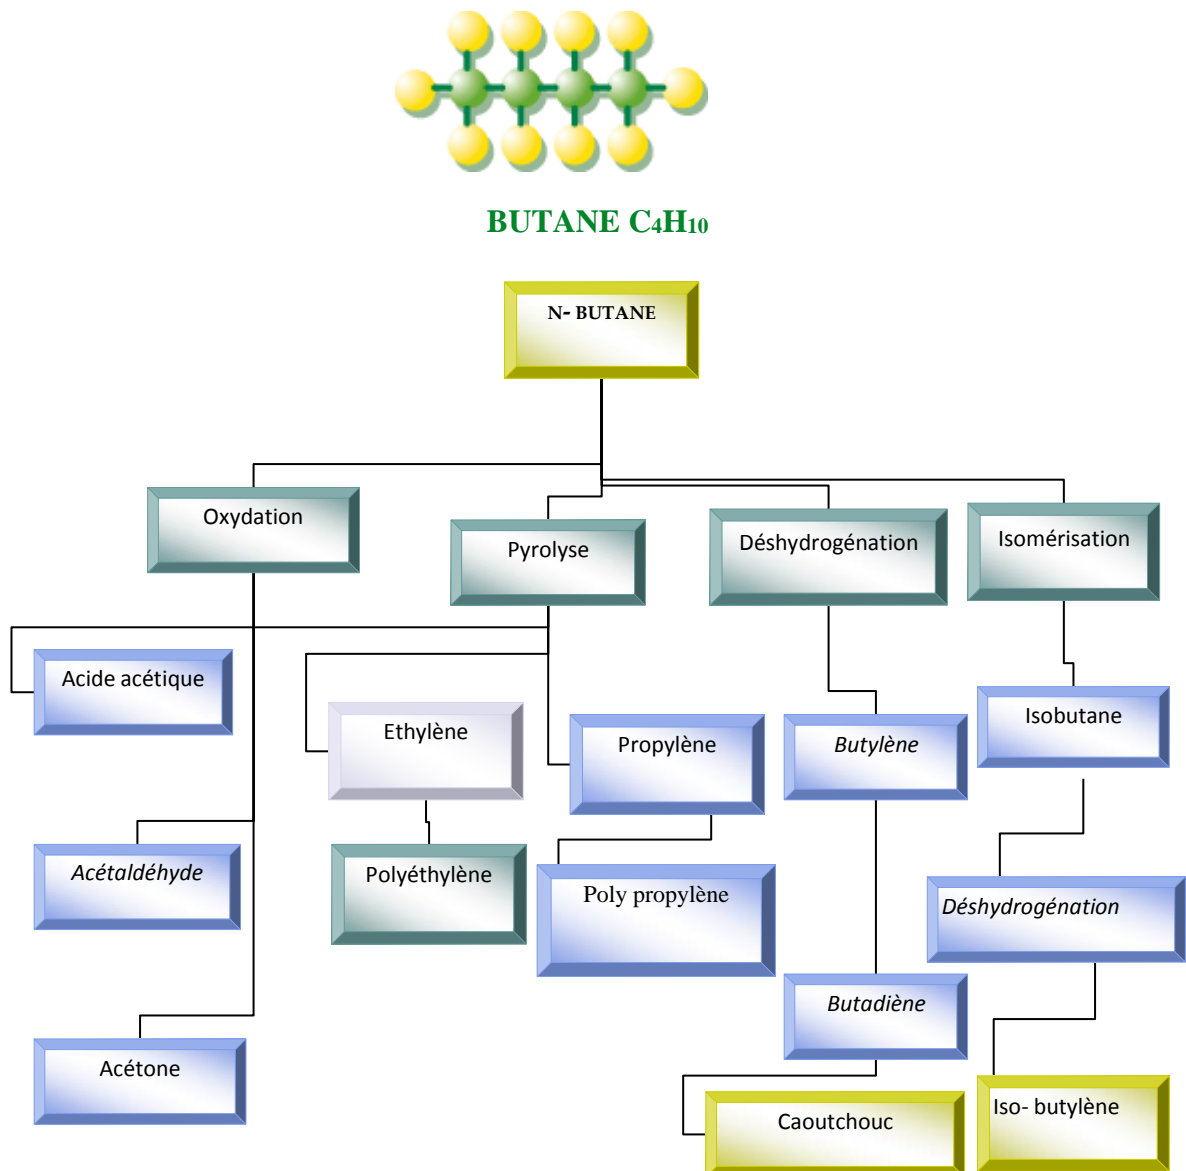 BUTANE C₄H₁₀
N- BUTANE
Oxydation
Pyrolyse
Déshydrogénation
Isomérisation
Acide acétique
Ethylène
Propylène
Butylène
Isobutane
Acétaldéhyde
Polyéthylène
Poly propylène
Déshydrogénation
Butadiène
Acétone
Caoutchouc
Iso- butylène